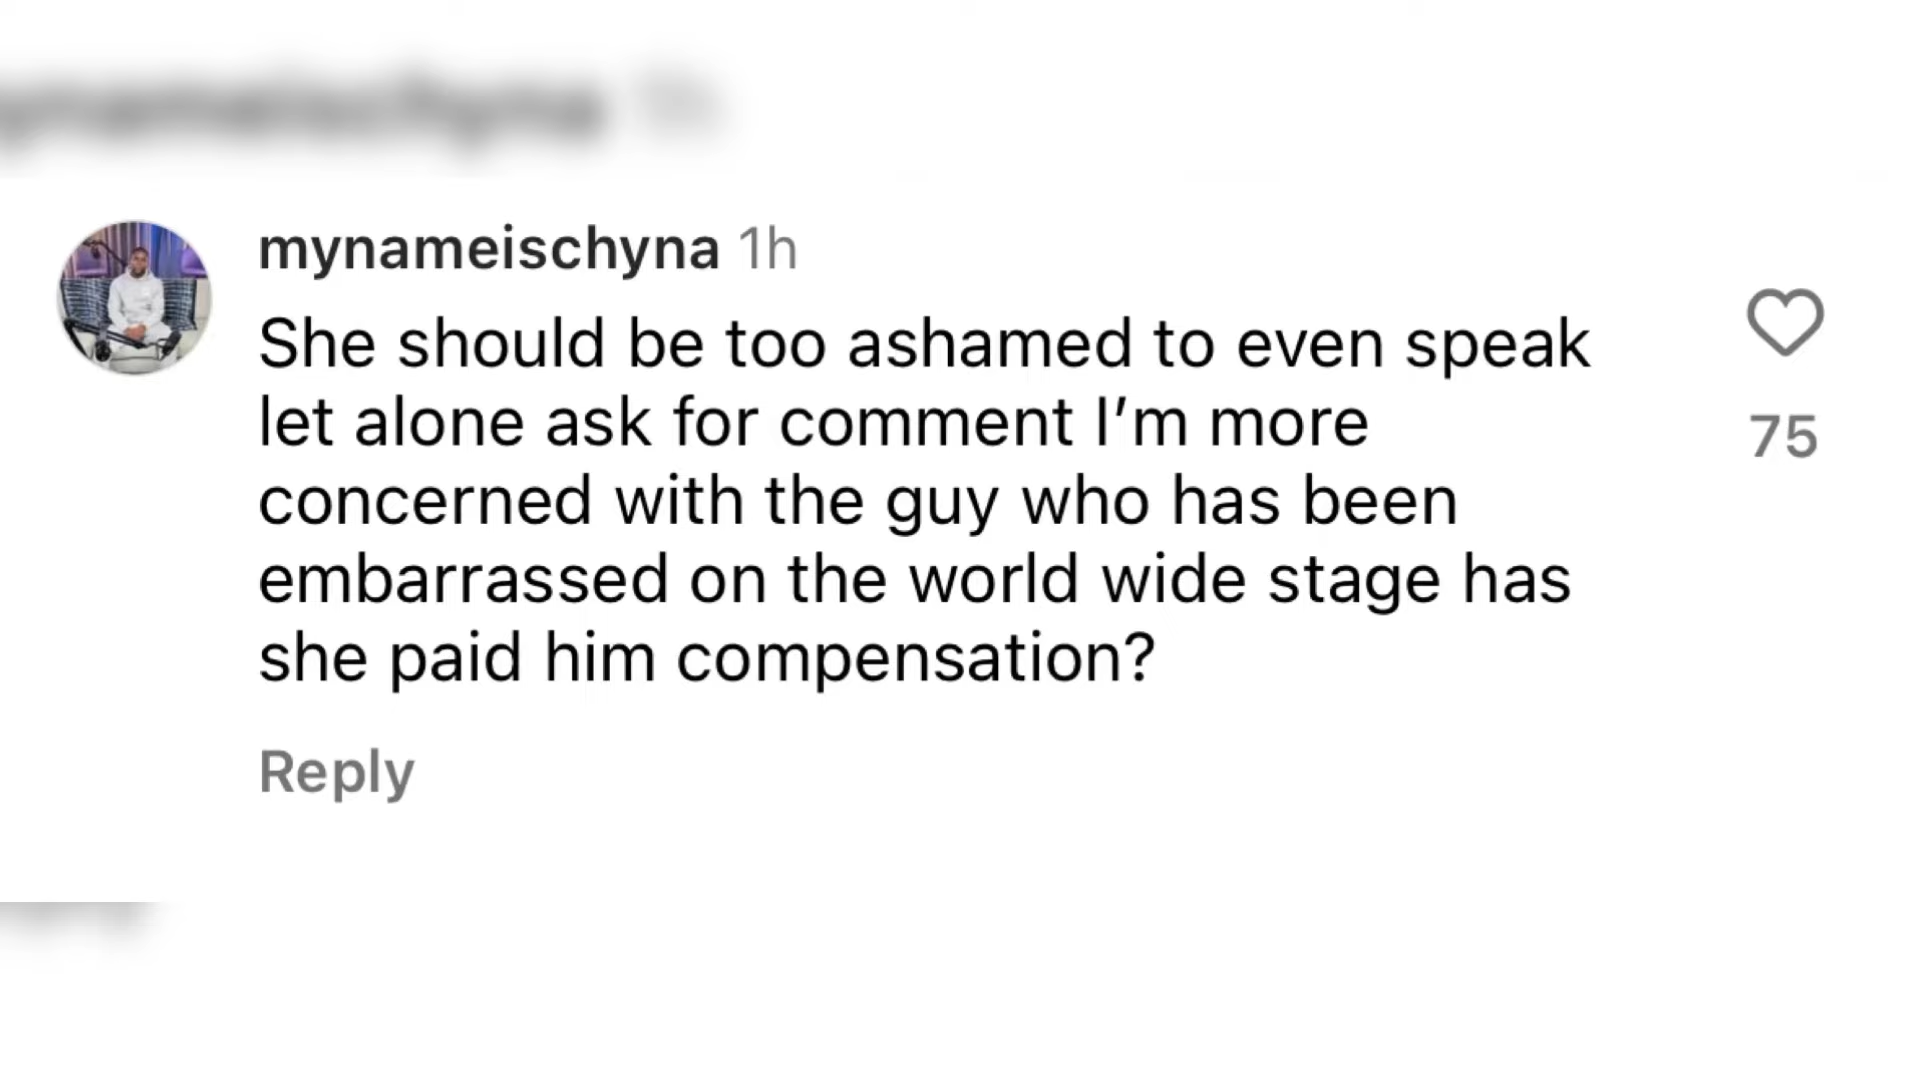 mynameischyna 1h
She should be too ashamed to even speak
let alone ask for comment I’m more
concerned with the guy who has been
embarrassed on the world wide stage has
she paid him compensation?
75
Reply